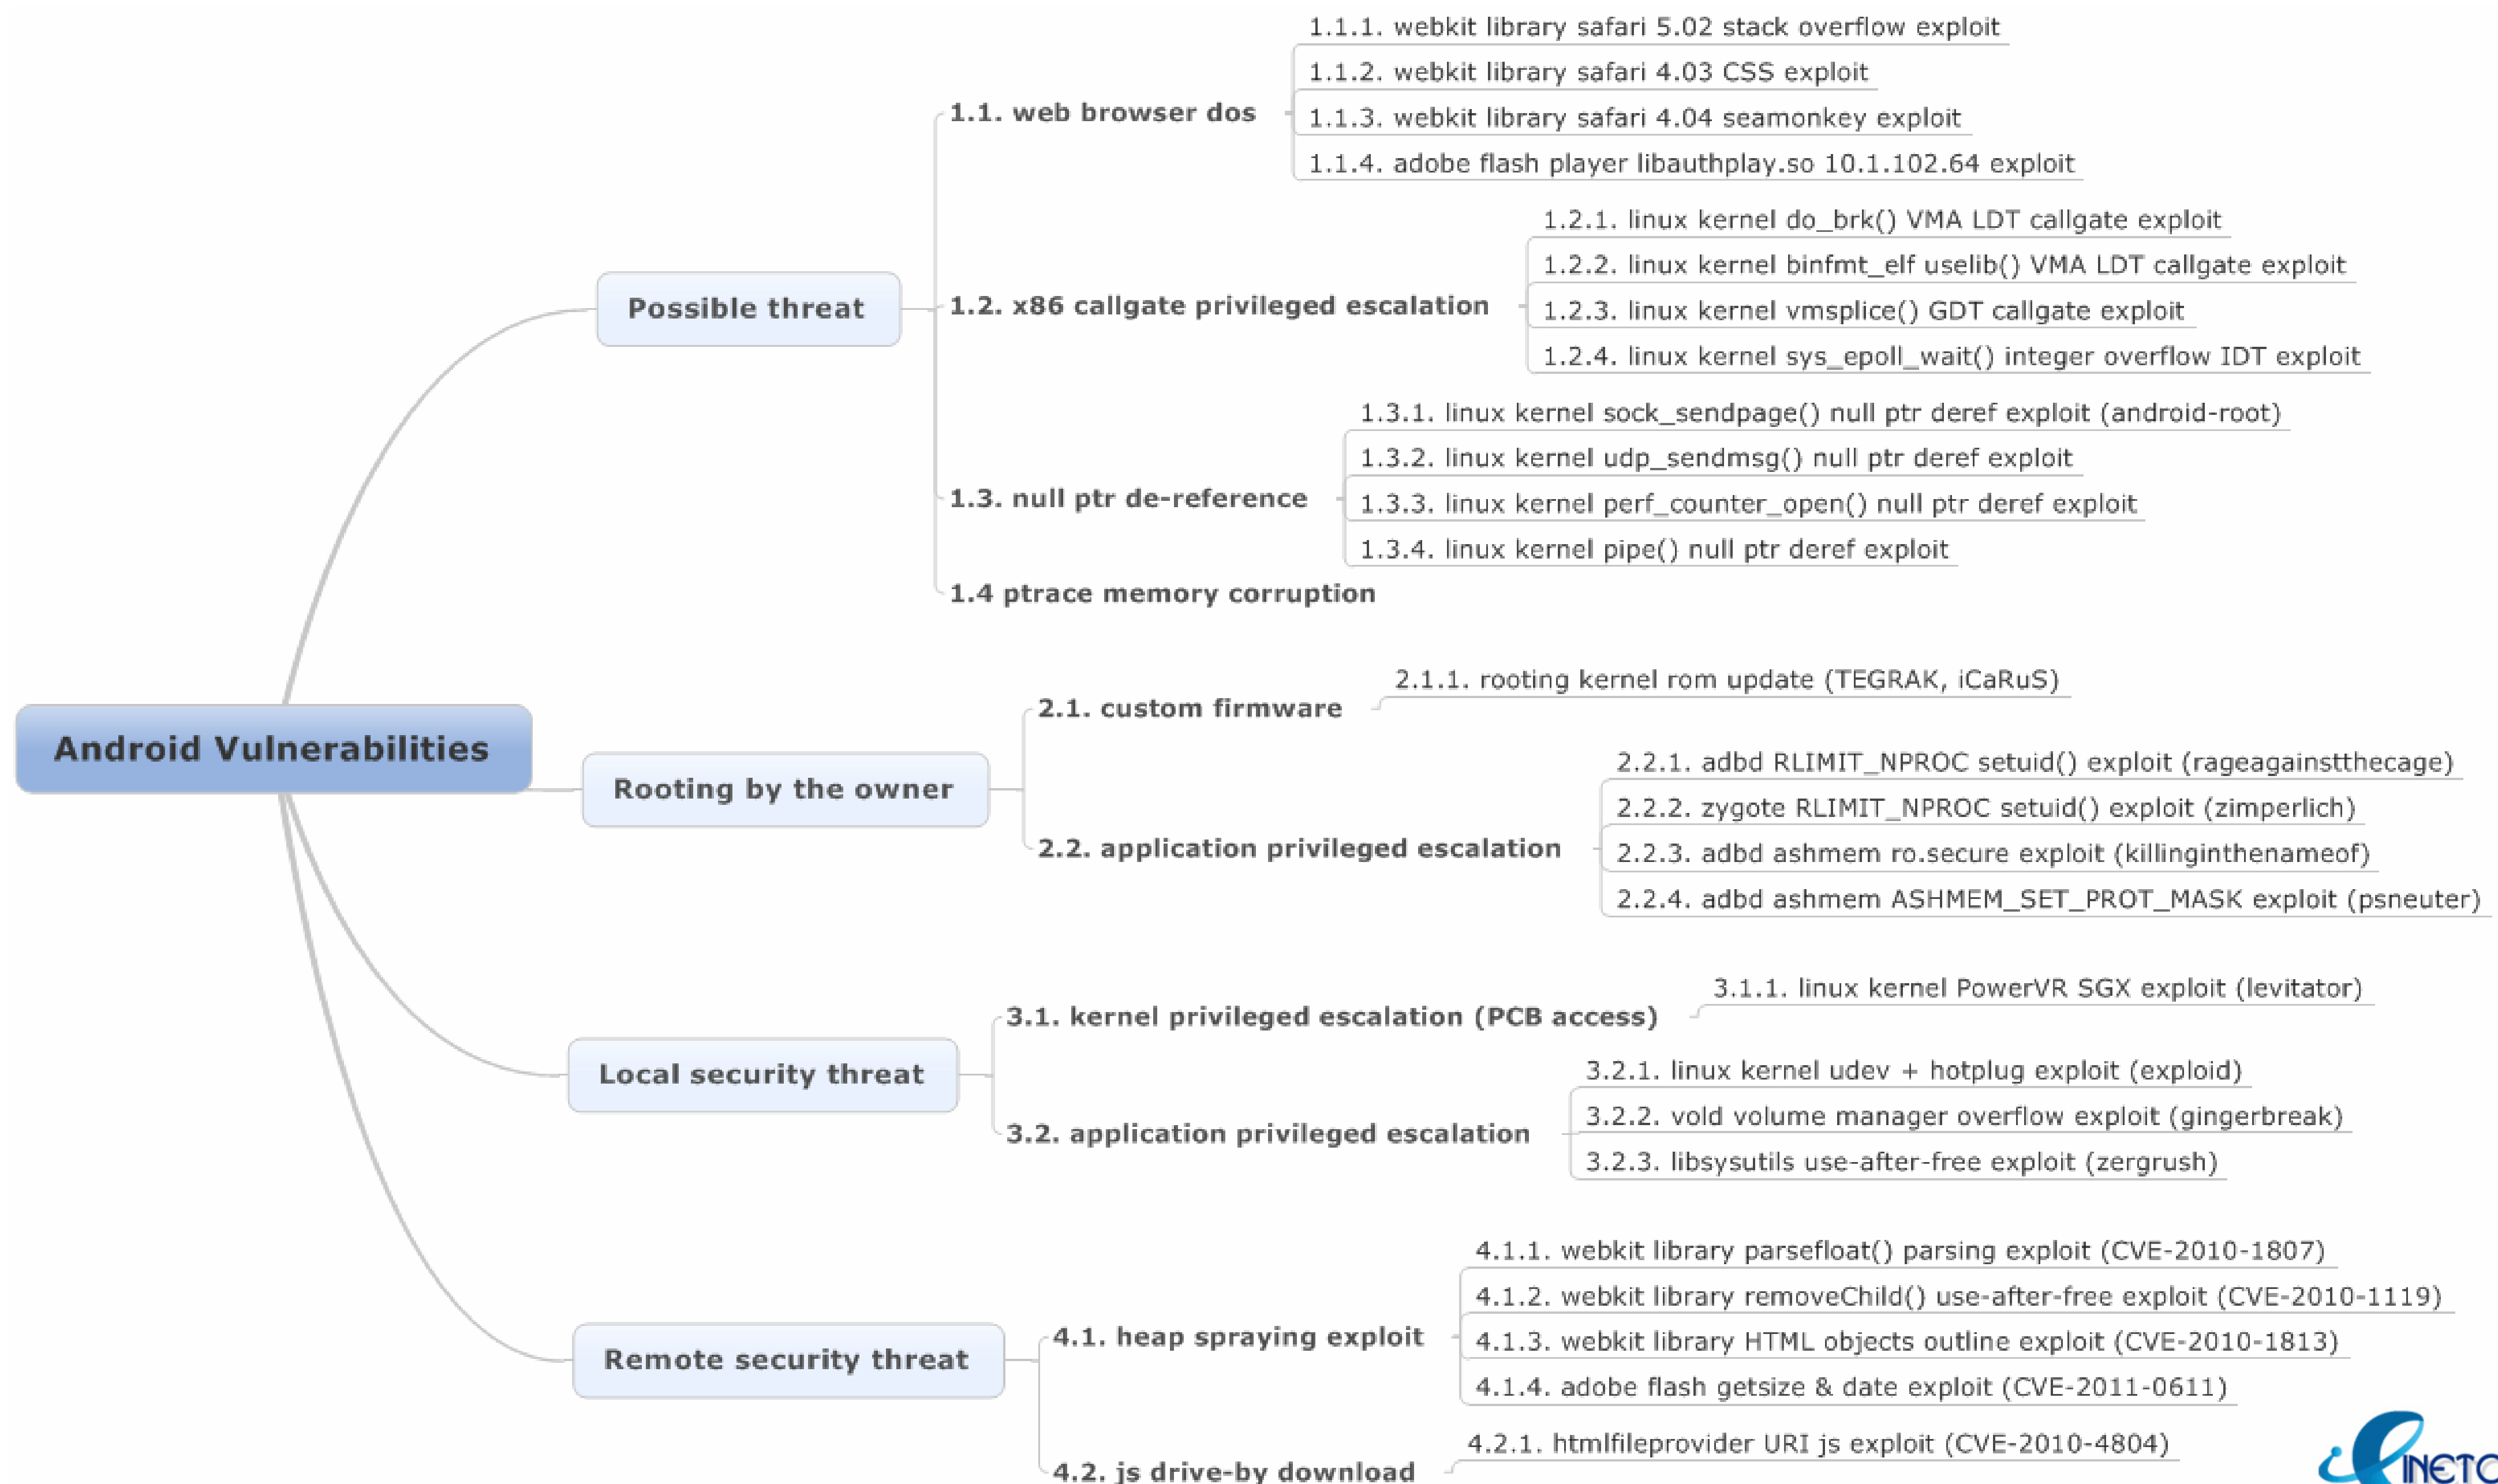 Android Vulnerabilities
Possible threat
1.1. web browser dos
1.1.1. webkit library safari 5.02 stack overflow exploit
1.1.2. webkit library safari 4.03 CSS exploit
1.1.3. webkit library safari 4.04 seamonkey exploit
1.1.4. adobe flash player libauthplay.so 10.1.102.64 exploit
1.2. x86 callgate privileged escalation
1.2.1. linux kernel do_brk() VMA LDT callgate exploit
1.2.2. linux kernel binfmt_elf uselib() VMA LDT callgate exploit
1.2.3. linux kernel vmsplice() GDT callgate exploit
1.2.4. linux kernel sys_epoll_wait() integer overflow IDT exploit
1.3. null ptr de-reference
1.3.1. linux kernel sock_sendpage() null ptr deref exploit (android-root)
1.3.2. linux kernel udp_sendmsg() null ptr deref exploit
1.3.3. linux kernel perf_counter_open() null ptr deref exploit
1.3.4. linux kernel pipe() null ptr deref exploit
1.4 ptrace memory corruption
Rooting by the owner
2.1. custom firmware
2.1.1. rooting kernel rom update (TEGRAK, iCaRuS)
2.2. application privileged escalation
2.2.1. adbd RLIMIT_NPROC setuid() exploit (rageagainstthecage)
2.2.2. zygote RLIMIT_NPROC setuid() exploit (zimperlich)
2.2.3. adbd ashmem ro.secure exploit (killinginthenameof)
2.2.4. adbd ashmem ASHMEM_SET_PROT_MASK exploit (psneuter)
Local security threat
3.1. kernel privileged escalation (PCB access)
3.1.1. linux kernel PowerVR SGX exploit (levitator)
3.2. application privileged escalation
3.2.1. linux kernel udev + hotplug exploit (exploid)
3.2.2. vold volume manager overflow exploit (gingerbreak)
3.2.3. libsysutils use-after-free exploit (zergrush)
Remote security threat
4.1. heap spraying exploit
4.1.1. webkit library parsefloat() parsing exploit (CVE-2010-1807)
4.1.2. webkit library removeChild() use-after-free exploit (CVE-2010-1119)
4.1.3. webkit library HTML objects outline exploit (CVE-2010-1813)
4.1.4. adobe flash getsize & date exploit (CVE-2011-0611)
4.2. js drive-by download
4.2.1. htmlfileprovider URI js exploit (CVE-2010-4804)